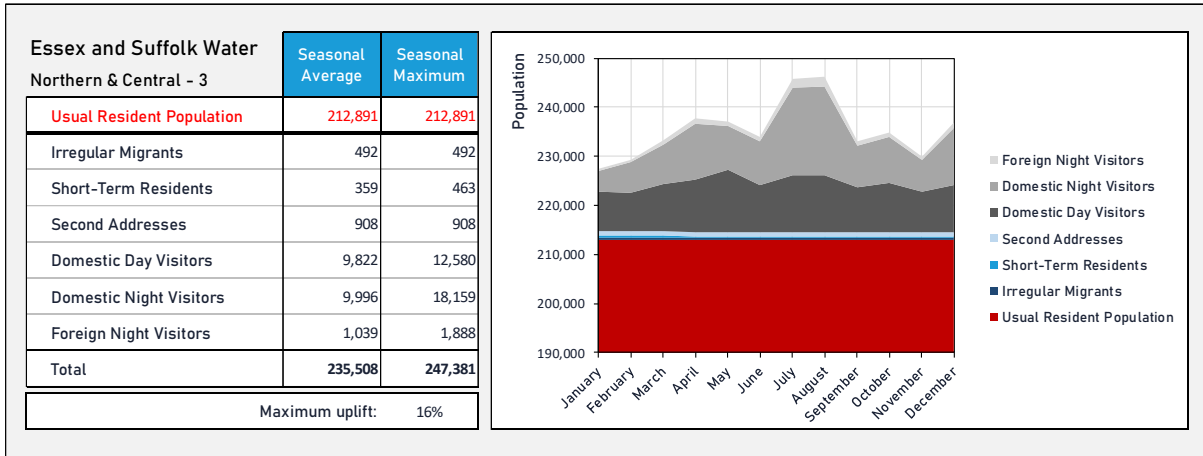 Essex and Suffolk Water
Northern & Central - 3
Seasonal Average
Seasonal Maximum
Usual Resident Population 212,891 212,891
Irregular Migrants 492 492
Short-Term Residents 359 463
Second Addresses 908 908
Domestic Day Visitors 9,822 12,580
Domestic Night Visitors 9,996 18,159
Foreign Night Visitors 1,039 1,888
Total 235,508 247,381
Maximum uplift: 16%
Population
250,000
240,000
230,000
220,000
210,000
200,000
190,000
January
February
March
April
May
June
July
August
September
October
November
December
Foreign Night Visitors
Domestic Night Visitors
Domestic Day Visitors
Second Addresses
Short-Term Residents
Irregular Migrants
Usual Resident Population